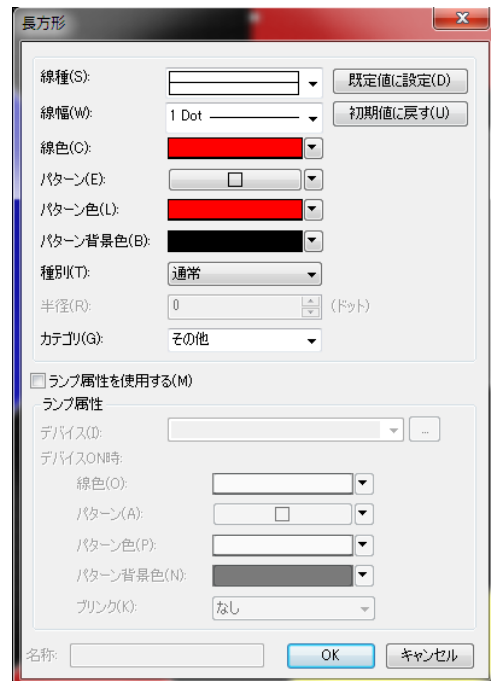 長方形
線種(S): 既定値に設定(D)
線幅(W): 1 Dot 初期値に戻す(U)
線色(C):
パターン(E):
パターン色(L):
パターン背景色(B):
種別(T): 通常
半径(R): 0 (ドット)
カテゴリ(G): その他
ランプ属性を使用する(M)
ランプ属性
デバイス(I): ...
デバイスON時:
線色(O):
パターン(A):
パターン色(P):
パターン背景色(N):
ブリンク(K): なし
名称: OK キャンセル